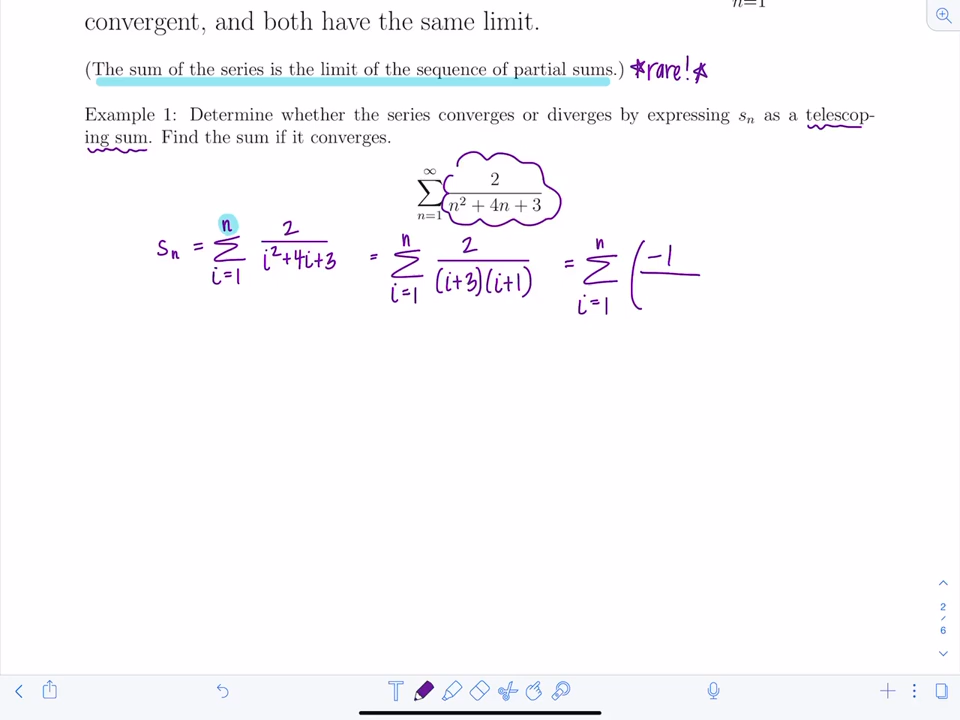 n=1
convergent, and both have the same limit.
(The sum of the series is the limit of the sequence of partial sums.) *rare!*
Example 1: Determine whether the series converges or diverges by expressing sₙ as a telescop-
ing sum. Find the sum if it converges.
∞ ∑ n=1 2 / (n² + 4n + 3)
Sₙ = n ∑ i=1 2 / (i²+4i+3) = n ∑ i=1 2 / ((i+3)(i+1)) = n ∑ i=1 ( -1 /
2
/
6
T